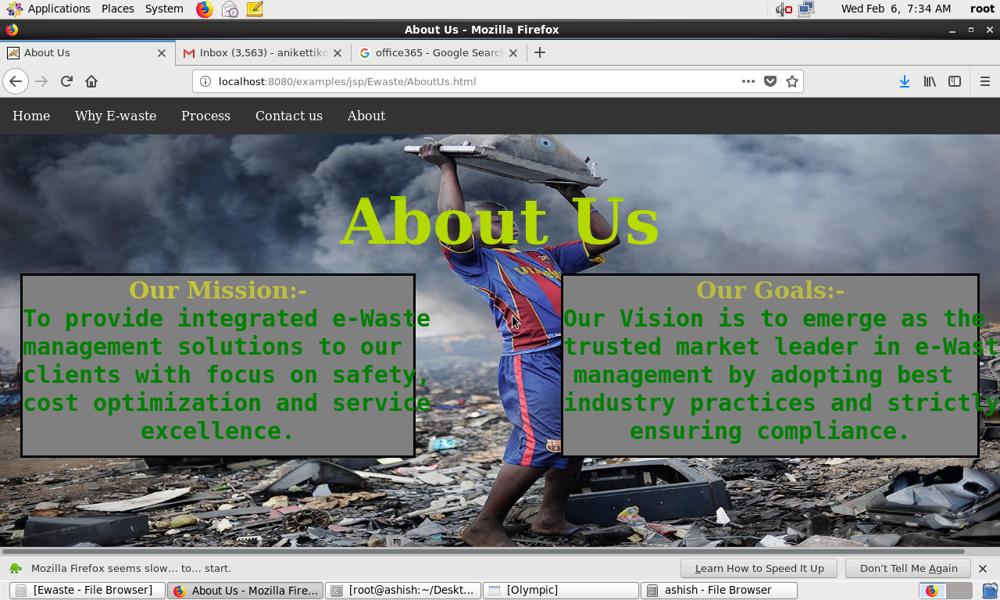 Applications Places System
Wed Feb 6, 7:34 AM root
About Us - Mozilla Firefox
About Us
Inbox (3,563) - anikettiko
office365 - Google Search
localhost:8080/examples/jsp/Ewaste/AboutUs.html
Home Why E-waste Process Contact us About
About Us
Our Mission:-
To provide integrated e-Waste
management solutions to our
clients with focus on safety,
cost optimization and service
excellence.
Our Goals:-
Our Vision is to emerge as the
trusted market leader in e-Wast
management by adopting best
industry practices and strictly
ensuring compliance.
Mozilla Firefox seems slow... to... start.
Learn How to Speed It Up
Don't Tell Me Again
[Ewaste - File Browser]
About Us - Mozilla Fire...
[root@ashish:~/Deskt...
[Olympic]
ashish - File Browser